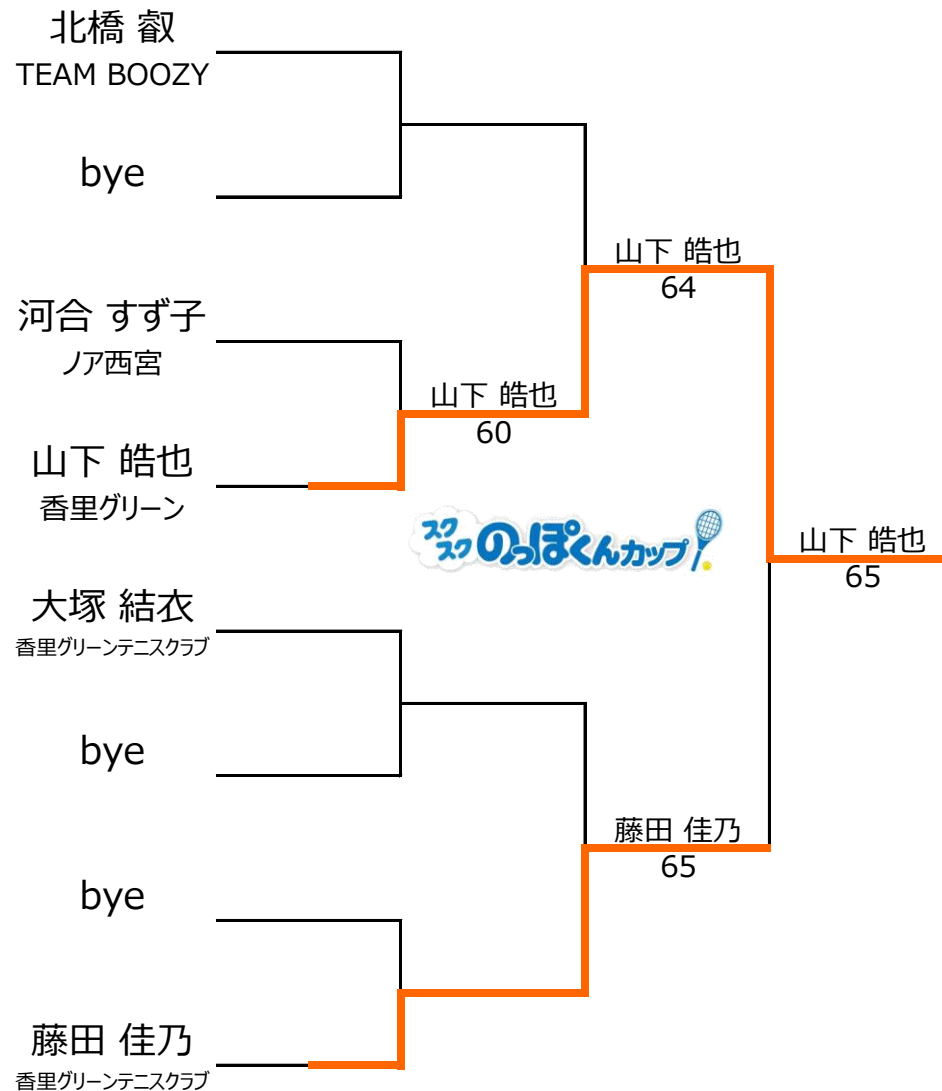 北橋 叡
TEAM BOOZY
bye
山下 皓也
64
河合 すず子
ノア西宮
山下 皓也
60
山下 皓也
香里グリーン
スク
スク のっぽくんカップ
山下 皓也
65
大塚 結衣
香里グリーンテニスクラブ
bye
藤田 佳乃
65
bye
藤田 佳乃
香里グリーンテニスクラブ